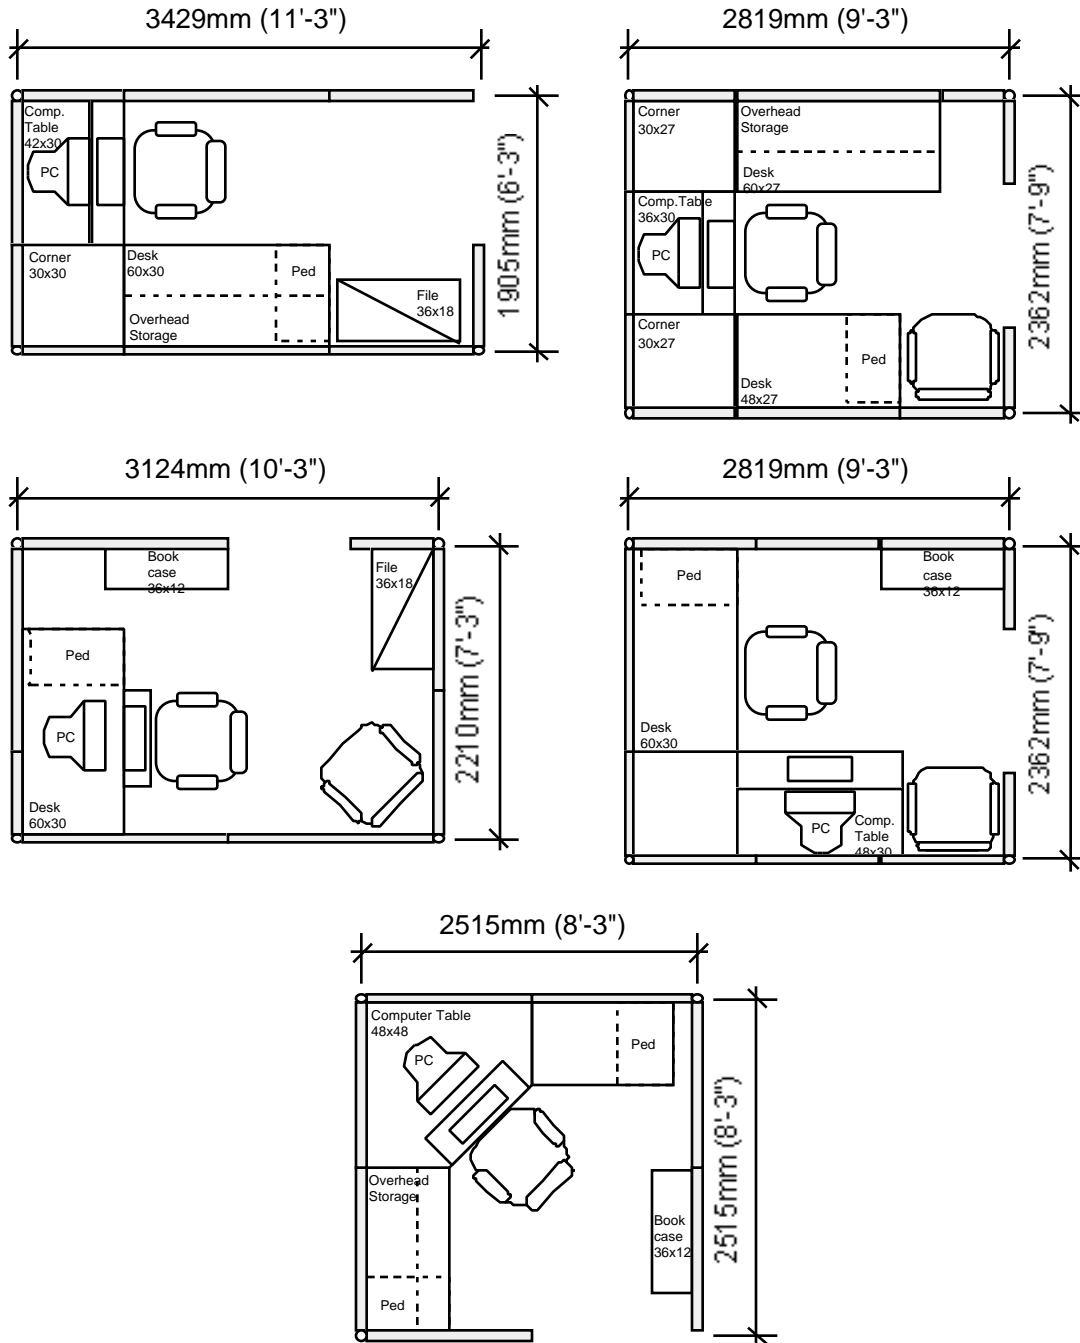 3429mm (11'-3")
Comp.
Table
42x30
PC
Corner
30x30
Desk
60x30
Ped
Overhead
Storage
File
36x18
1905mm (6'-3")
2819mm (9'-3")
Corner
30x27
Overhead
Storage
Desk
60x27
Comp.Table
36x30
PC
Corner
30x27
Desk
48x27
Ped
2362mm (7'-9")
3124mm (10'-3")
Book
case
36x12
File
36x18
Ped
PC
Desk
60x30
2210mm (7'-3")
2819mm (9'-3")
Ped
Book
case
36x12
Desk
60x30
PC
Comp.
Table
48x30
2362mm (7'-9")
2515mm (8'-3")
Computer Table
48x48
PC
Ped
Overhead
Storage
Ped
Book
case
36x12
2515mm (8'-3")